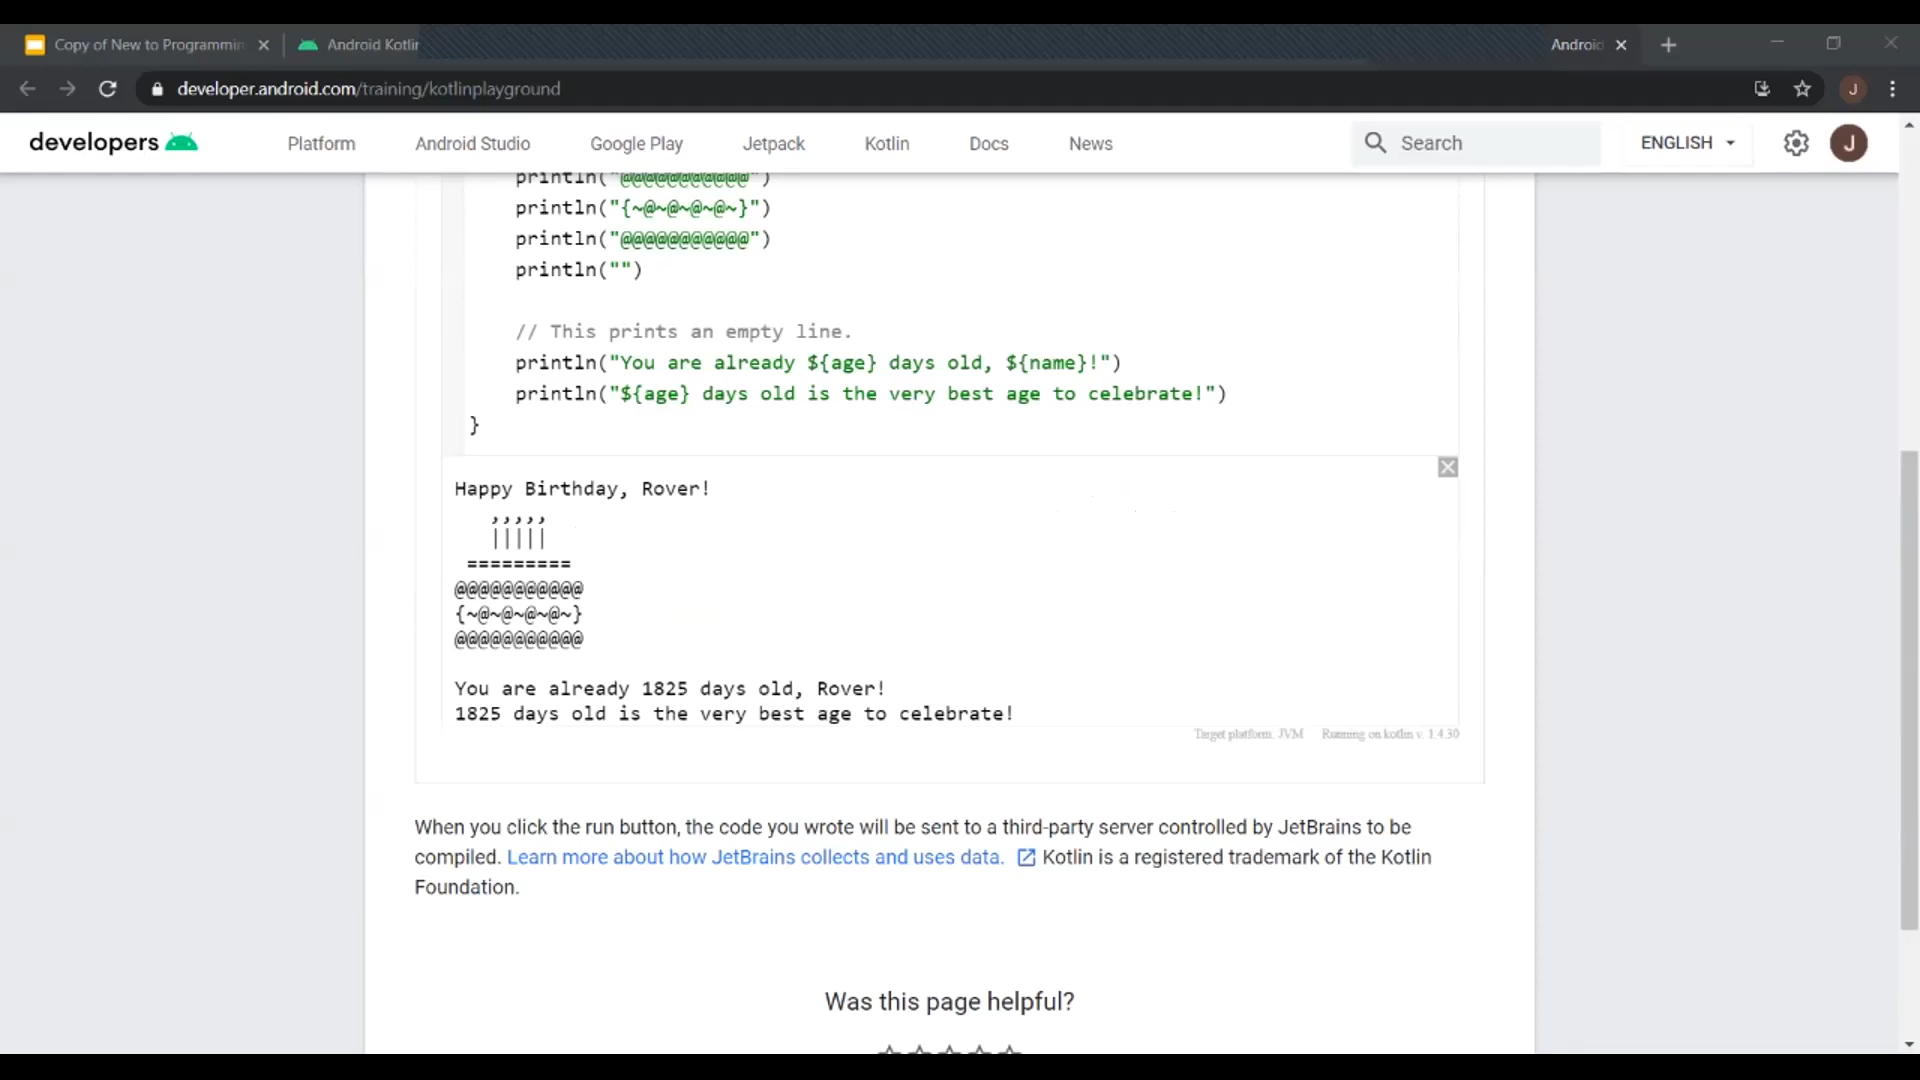 Copy of New to Programmin
Android Kotlin
Android
developer.android.com/training/kotlinplayground
J
developers
Platform
Android Studio
Google Play
Jetpack
Kotlin
Docs
News
Search
ENGLISH
J
println("@@@@@@@@@@@")
println("{~@~@~@~@~}")
println("@@@@@@@@@@@")
println("")
// This prints an empty line.
println("You are already ${age} days old, ${name}!")
println("${age} days old is the very best age to celebrate!")
}
Happy Birthday, Rover!
,,,,,
|||||
=========
@@@@@@@@@@@
{~@~@~@~@~}
@@@@@@@@@@@
You are already 1825 days old, Rover!
1825 days old is the very best age to celebrate!
Target platform: JVM Running on kotlin v. 1.4.30
When you click the run button, the code you wrote will be sent to a third-party server controlled by JetBrains to be
compiled. Learn more about how JetBrains collects and uses data. Kotlin is a registered trademark of the Kotlin
Foundation.
Was this page helpful?